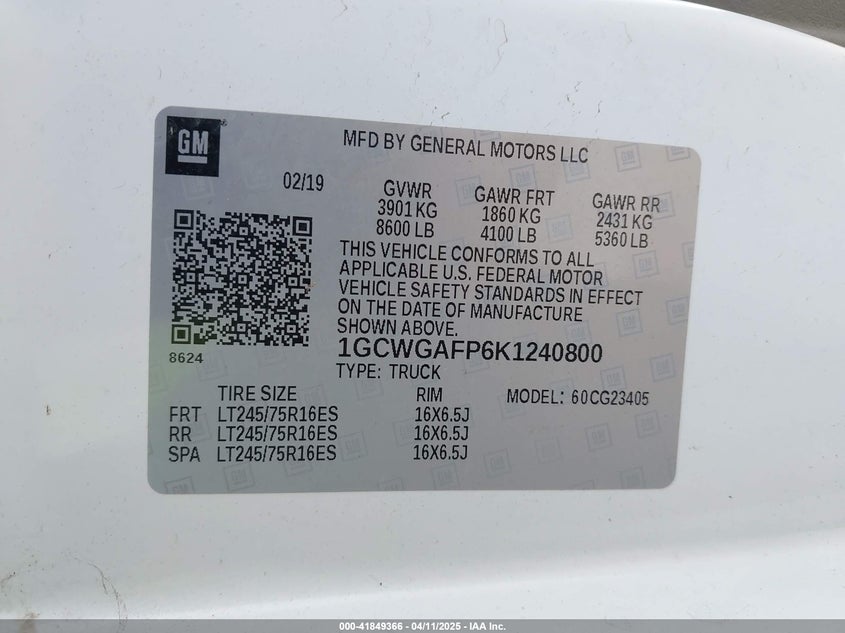 GM
MFD BY GENERAL MOTORS LLC
02/19
GVWR GAWR FRT GAWR RR
3901 KG 1860 KG 2431 KG
8600 LB 4100 LB 5360 LB
THIS VEHICLE CONFORMS TO ALL
APPLICABLE U.S. FEDERAL MOTOR
VEHICLE SAFETY STANDARDS IN EFFECT
ON THE DATE OF MANUFACTURE
SHOWN ABOVE.
8624
1GCWGAFP6K1240800
TYPE: TRUCK
TIRE SIZE RIM MODEL: 60CG23405
FRT LT245/75R16ES 16X6.5J
RR LT245/75R16ES 16X6.5J
SPA LT245/75R16ES 16X6.5J
000-41849366 - 04/11/2025 - IAA Inc.